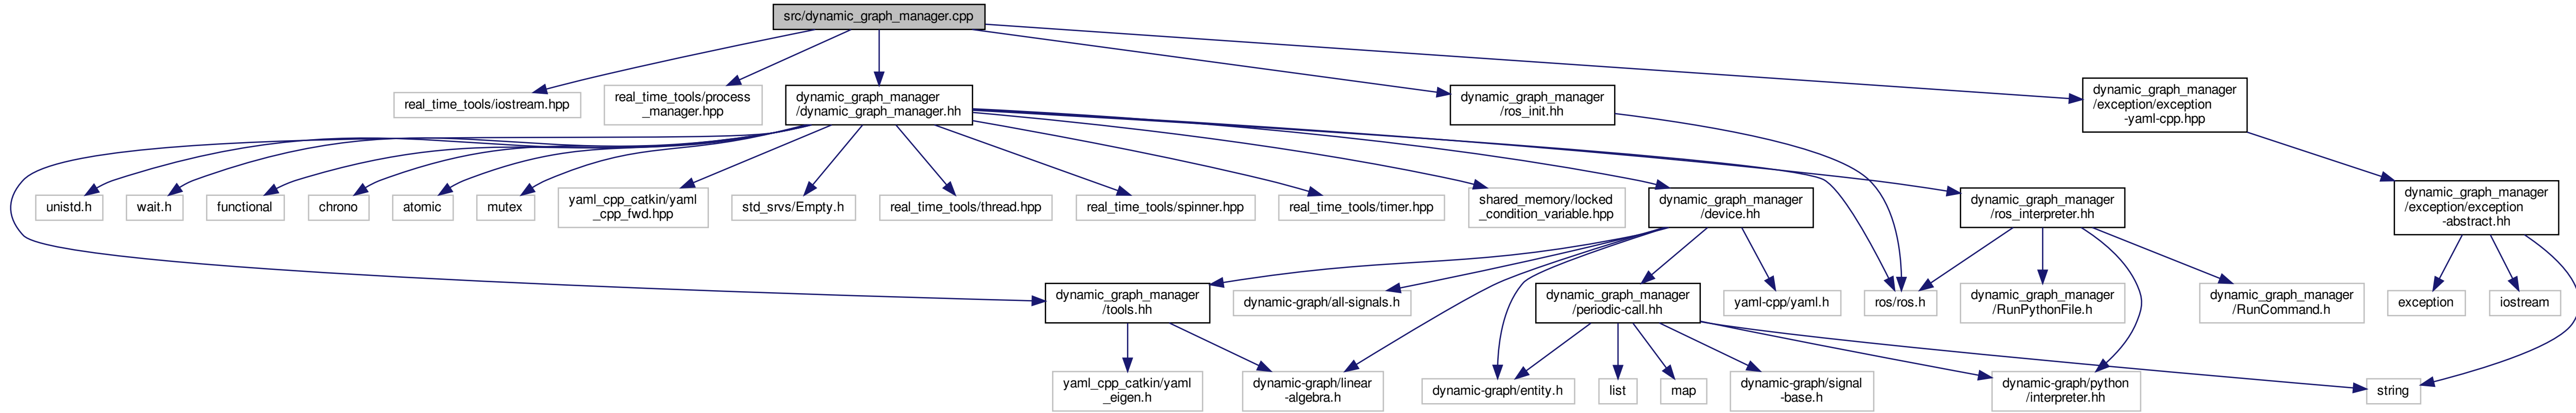 src/dynamic_graph_manager.cpp
real_time_tools/iostream.hpp
real_time_tools/process
_manager.hpp
dynamic_graph_manager
/dynamic_graph_manager.hh
dynamic_graph_manager
/ros_init.hh
dynamic_graph_manager
/exception/exception
-yaml-cpp.hpp
unistd.h
wait.h
functional
chrono
atomic
mutex
yaml_cpp_catkin/yaml
_cpp_fwd.hpp
std_srvs/Empty.h
real_time_tools/thread.hpp
real_time_tools/spinner.hpp
real_time_tools/timer.hpp
shared_memory/locked
_condition_variable.hpp
dynamic_graph_manager
/device.hh
dynamic_graph_manager
/ros_interpreter.hh
dynamic_graph_manager
/exception/exception
-abstract.hh
dynamic_graph_manager
/tools.hh
dynamic-graph/all-signals.h
dynamic_graph_manager
/periodic-call.hh
yaml-cpp/yaml.h
ros/ros.h
dynamic_graph_manager
/RunPythonFile.h
dynamic_graph_manager
/RunCommand.h
exception
iostream
yaml_cpp_catkin/yaml
_eigen.h
dynamic-graph/linear
-algebra.h
dynamic-graph/entity.h
list
map
dynamic-graph/signal
-base.h
dynamic-graph/python
/interpreter.hh
string